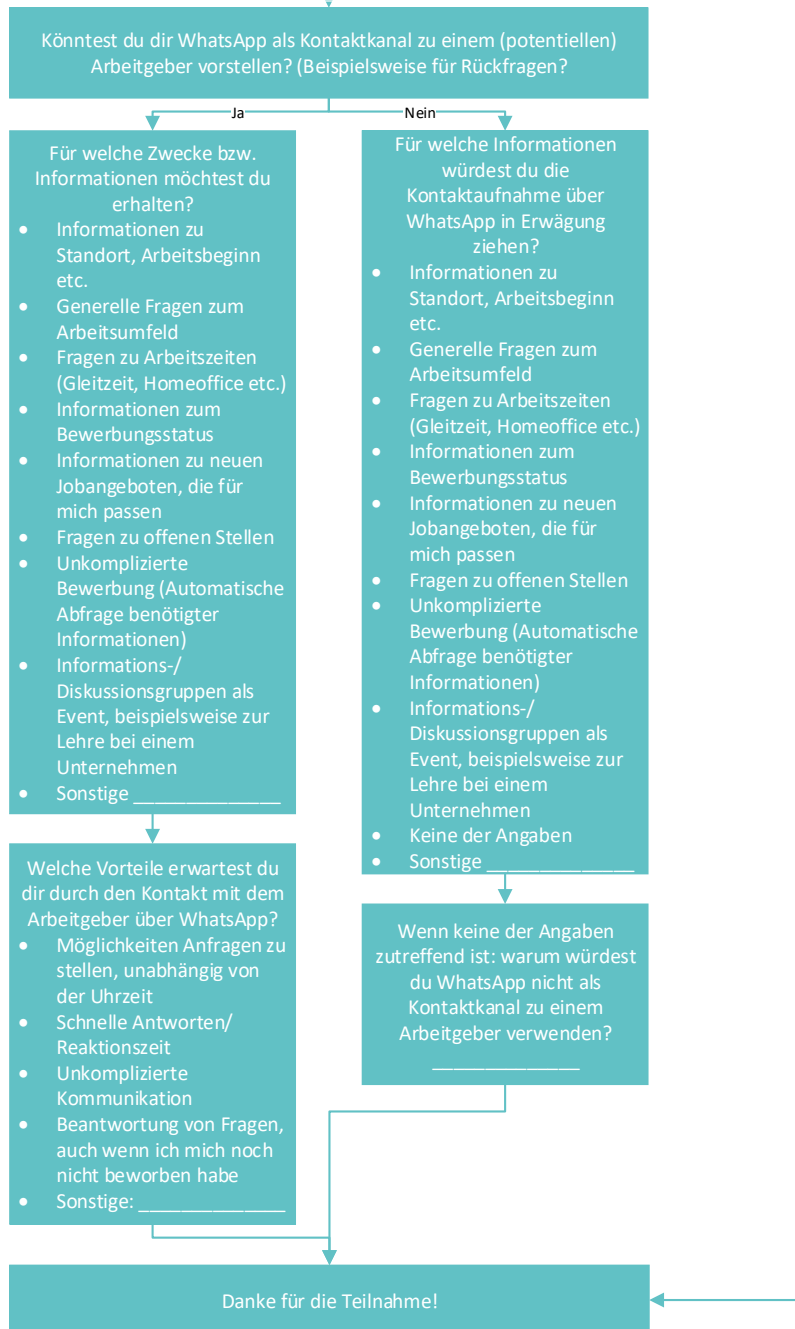 Könntest du dir WhatsApp als Kontaktkanal zu einem (potentiellen)
Arbeitgeber vorstellen? (Beispielsweise für Rückfragen?
Ja
Nein
Für welche Zwecke bzw.
Informationen möchtest du
erhalten?
• Informationen zu
Standort, Arbeitsbeginn
etc.
• Generelle Fragen zum
Arbeitsumfeld
• Fragen zu Arbeitszeiten
(Gleitzeit, Homeoffice etc.)
• Informationen zum
Bewerbungsstatus
• Informationen zu neuen
Jobangeboten, die für
mich passen
• Fragen zu offenen Stellen
• Unkomplizierte
Bewerbung (Automatische
Abfrage benötigter
Informationen)
• Informations-/
Diskussionsgruppen als
Event, beispielsweise zur
Lehre bei einem
Unternehmen
• Sonstige _______________
Für welche Informationen
würdest du die
Kontaktaufnahme über
WhatsApp in Erwägung
ziehen?
• Informationen zu
Standort, Arbeitsbeginn
etc.
• Generelle Fragen zum
Arbeitsumfeld
• Fragen zu Arbeitszeiten
(Gleitzeit, Homeoffice etc.)
• Informationen zum
Bewerbungsstatus
• Informationen zu neuen
Jobangeboten, die für
mich passen
• Fragen zu offenen Stellen
• Unkomplizierte
Bewerbung (Automatische
Abfrage benötigter
Informationen)
• Informations-/
Diskussionsgruppen als
Event, beispielsweise zur
Lehre bei einem
Unternehmen
• Keine der Angaben
• Sonstige _______________
Welche Vorteile erwartest du
dir durch den Kontakt mit dem
Arbeitgeber über WhatsApp?
• Möglichkeiten Anfragen zu
stellen, unabhängig von
der Uhrzeit
• Schnelle Antworten/
Reaktionszeit
• Unkomplizierte
Kommunikation
• Beantwortung von Fragen,
auch wenn ich mich noch
nicht beworben habe
• Sonstige: _______________
Wenn keine der Angaben
zutreffend ist: warum würdest
du WhatsApp nicht als
Kontaktkanal zu einem
Arbeitgeber verwenden?
_______________
Danke für die Teilnahme!